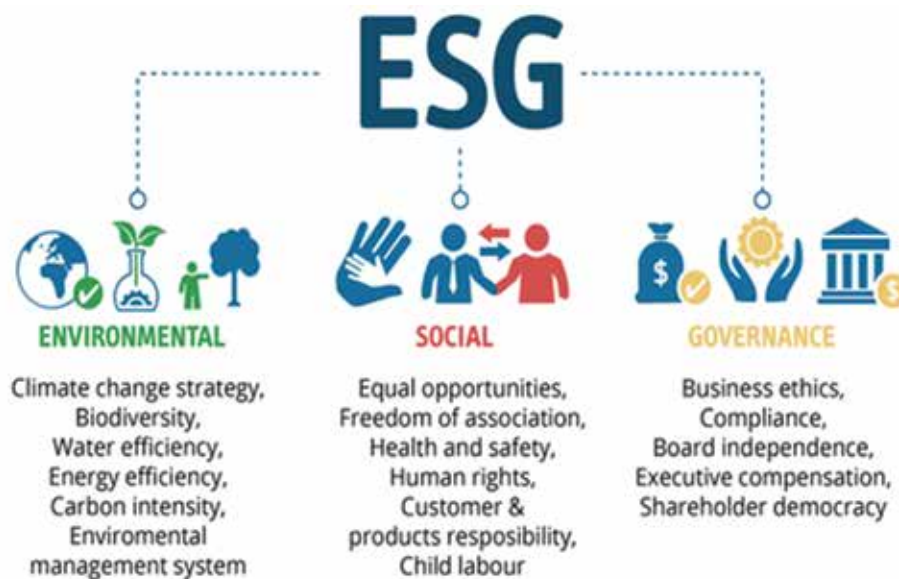 ESG
ENVIRONMENTAL
Climate change strategy,
Biodiversity,
Water efficiency,
Energy efficiency,
Carbon intensity,
Enviromental
management system
SOCIAL
Equal opportunities,
Freedom of association,
Health and safety,
Human rights,
Customer &
products resposibility,
Child labour
GOVERNANCE
Business ethics,
Compliance,
Board independence,
Executive compensation,
Shareholder democracy
$
$